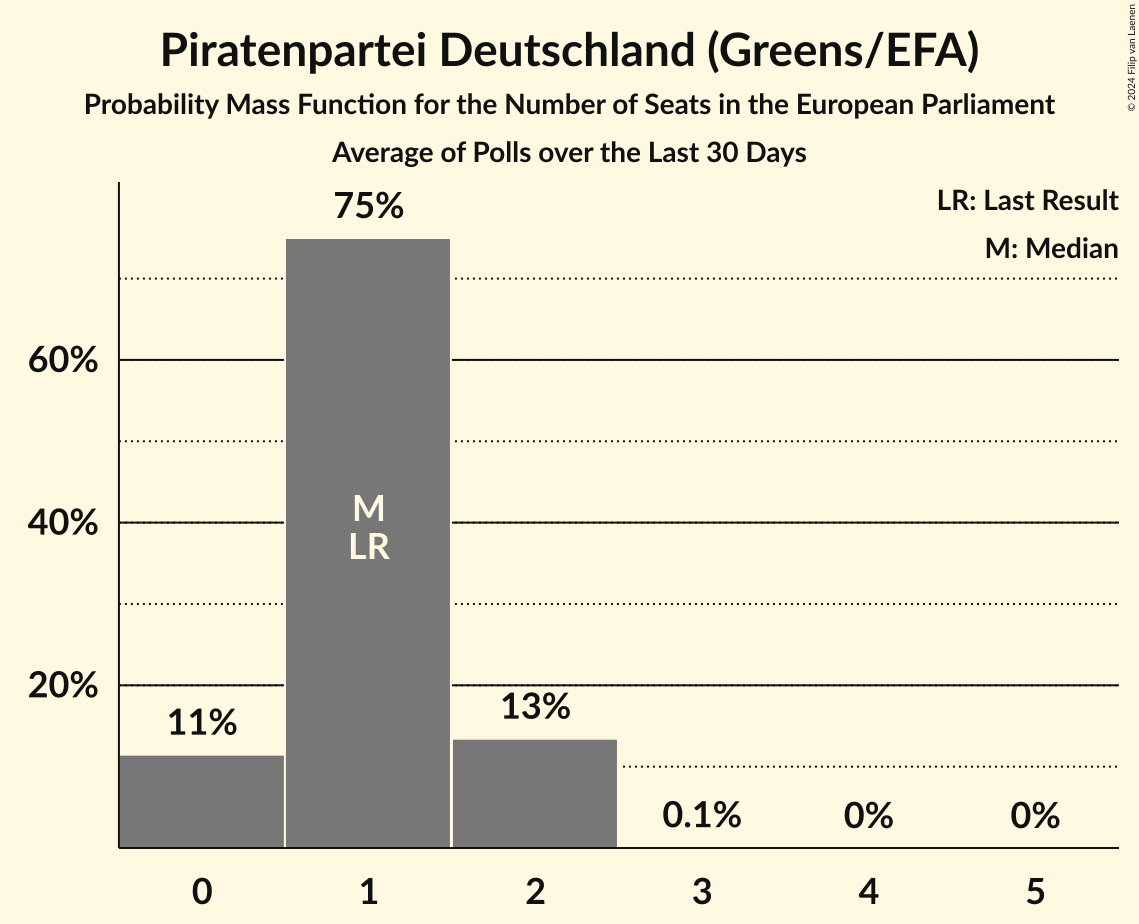 Piratenpartei Deutschland (Greens/EFA)
Probability Mass Function for the Number of Seats in the European Parliament
Average of Polls over the Last 30 Days
© 2024 Filip van Laenen
LR: Last Result
M: Median
75%
60%
40%
20%
M
LR
11%
13%
0.1%
0%
0%
0 1 2 3 4 5